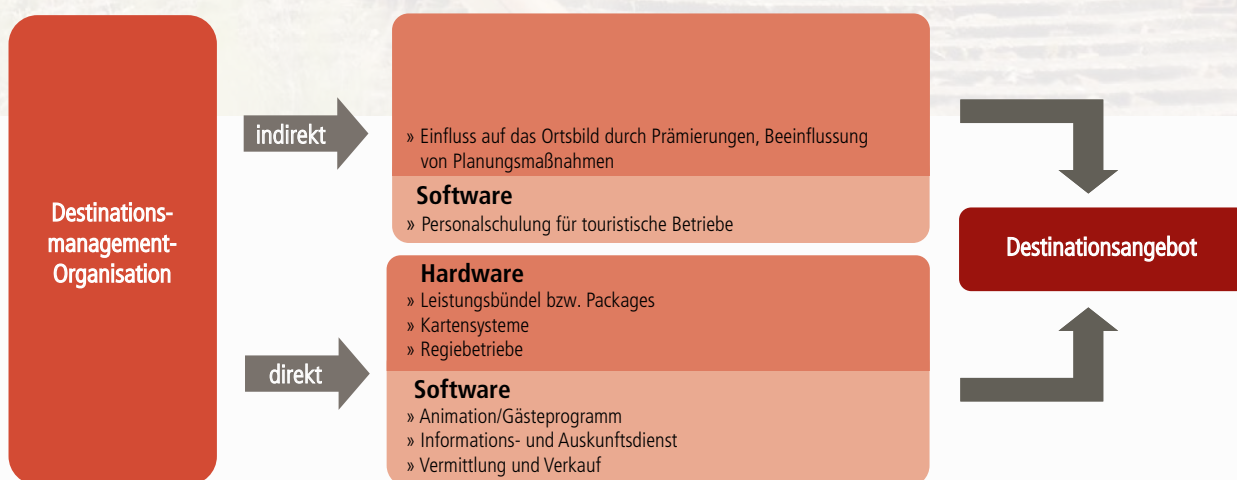 Destinations-
management-
Organisation
indirekt
» Einfluss auf das Ortsbild durch Prämierungen, Beeinflussung
von Planungsmaßnahmen
Software
» Personalschulung für touristische Betriebe
direkt
Hardware
» Leistungsbündel bzw. Packages
» Kartensysteme
» Regiebetriebe
Software
» Animation/Gästeprogramm
» Informations- und Auskunftsdienst
» Vermittlung und Verkauf
Destinationsangebot